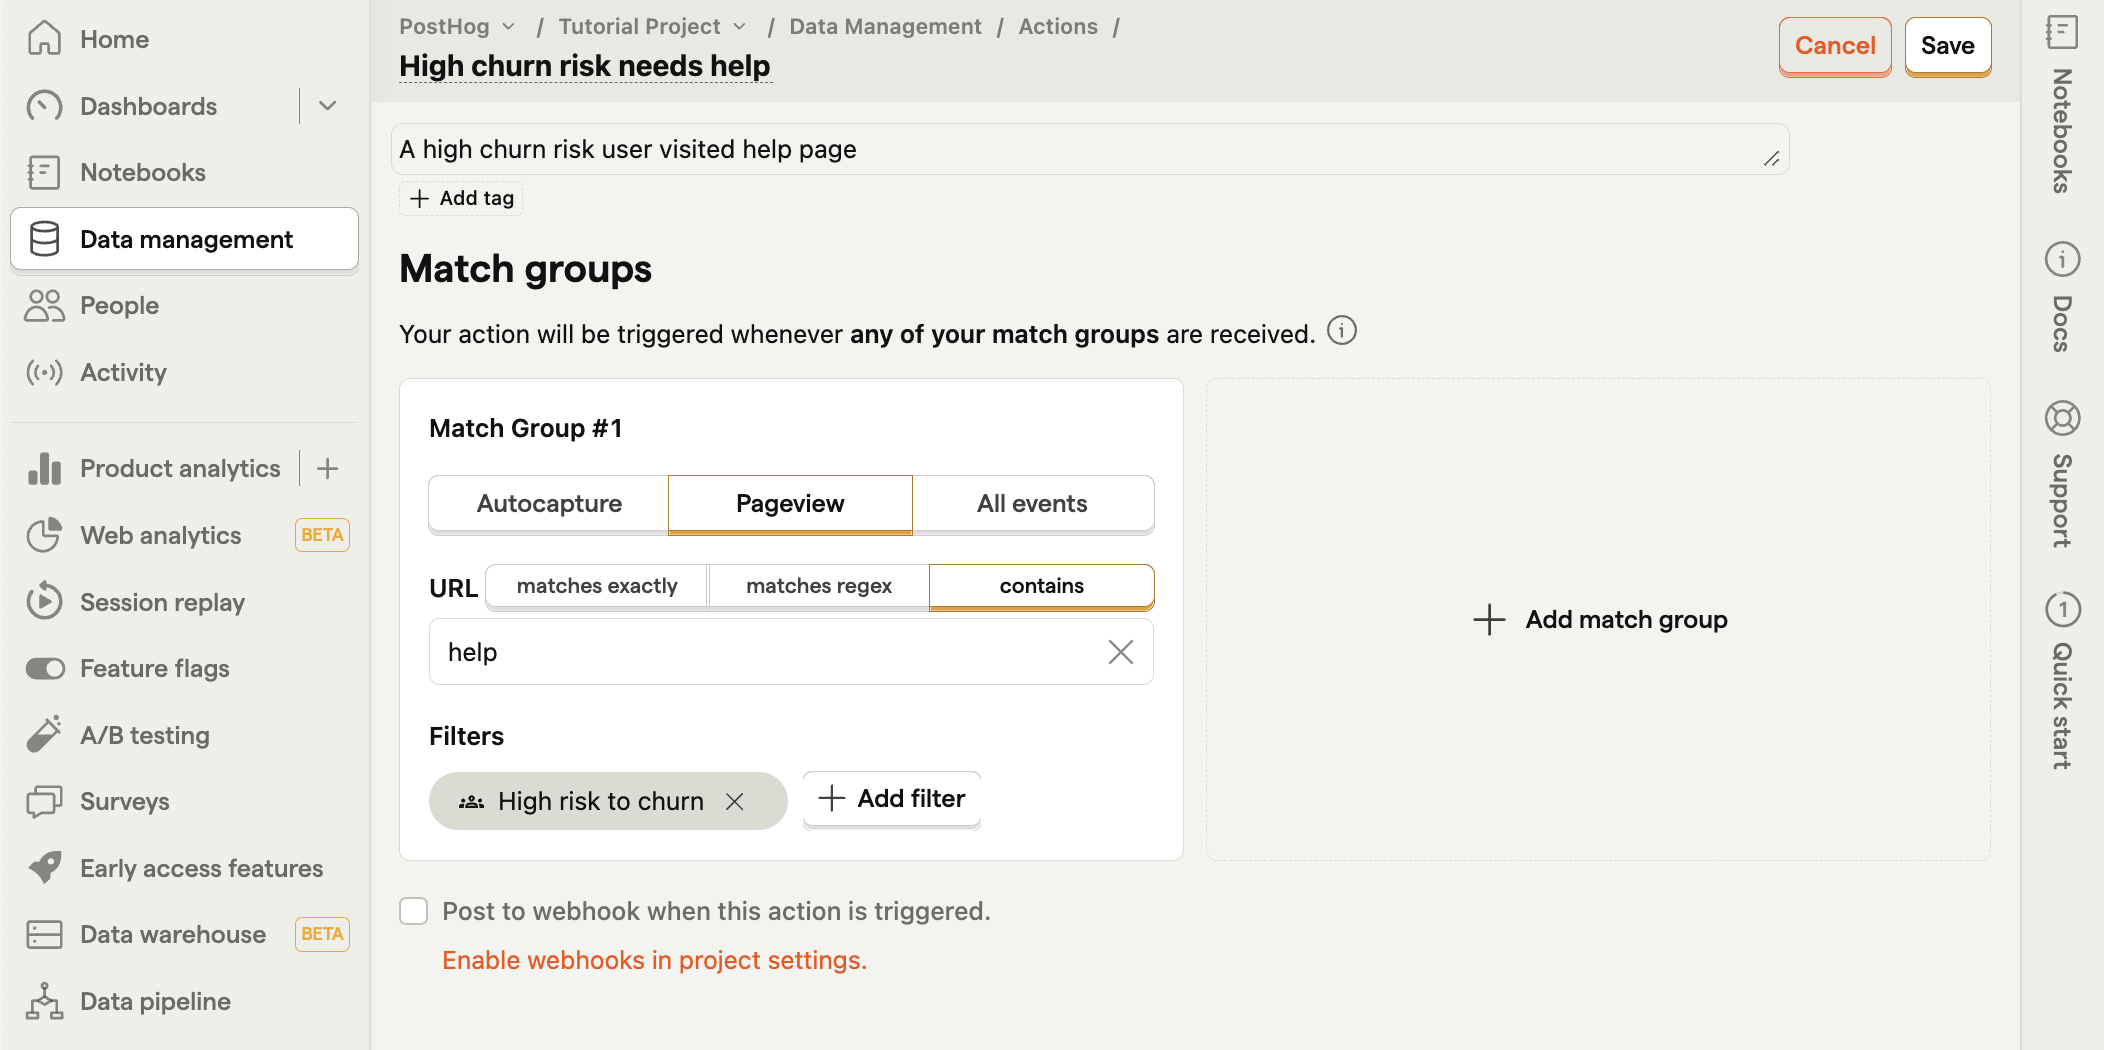 Home
Dashboards
Notebooks
Data management
People
Activity
Product analytics
Web analytics BETA
Session replay
Feature flags
A/B testing
Surveys
Early access features
Data warehouse BETA
Data pipeline
PostHog / Tutorial Project / Data Management / Actions /
High churn risk needs help
Cancel Save
A high churn risk user visited help page
+ Add tag
Match groups
Your action will be triggered whenever any of your match groups are received.
Match Group #1
Autocapture Pageview All events
URL matches exactly matches regex contains
help
Filters
High risk to churn + Add filter
+ Add match group
Post to webhook when this action is triggered.
Enable webhooks in project settings.
Notebooks
Docs
Support
1
Quick start